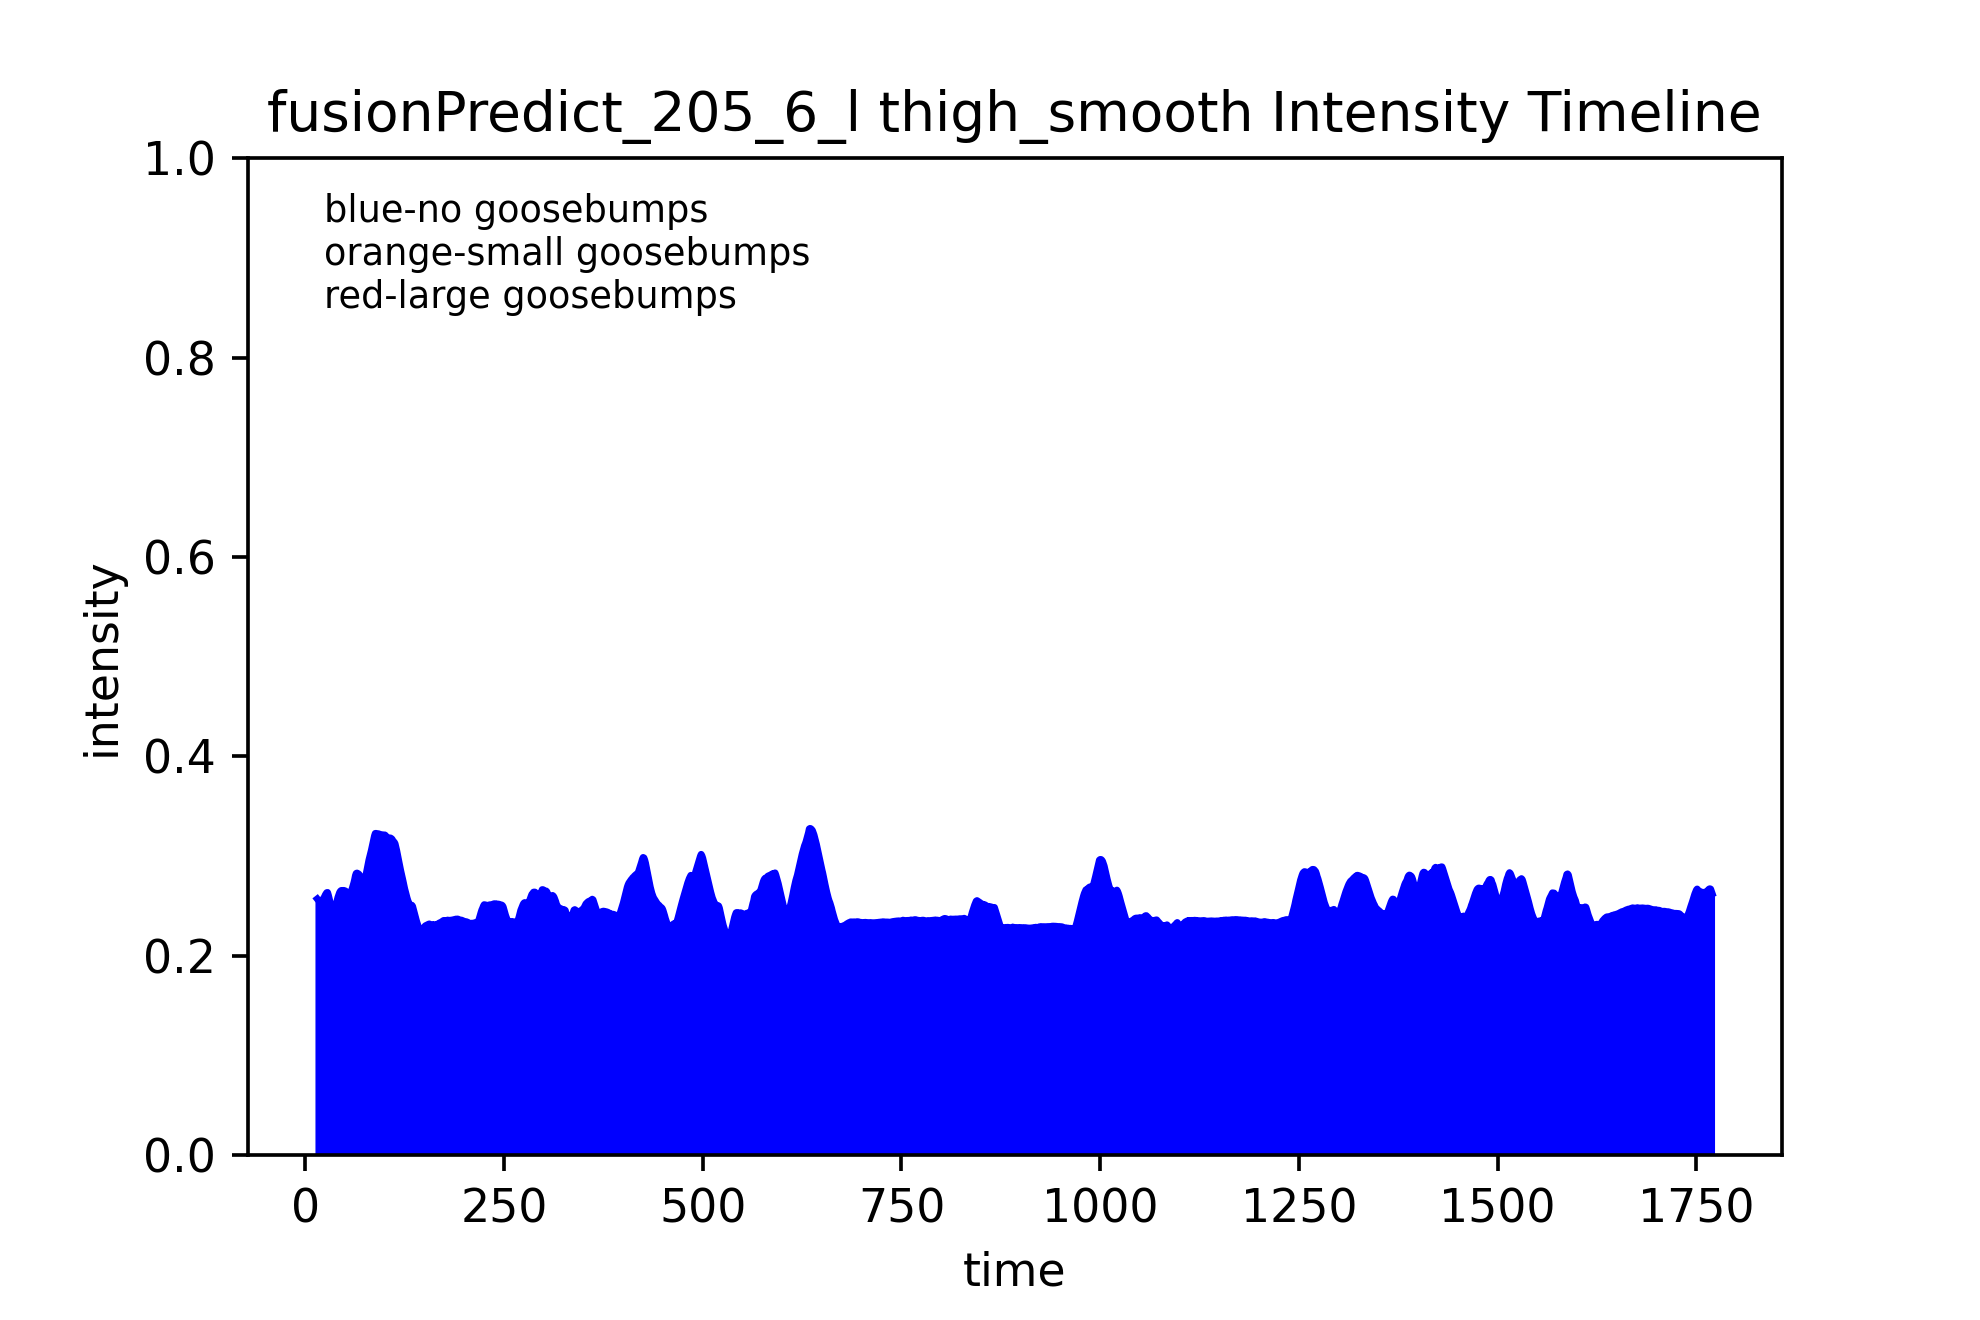 fusionPredict_205_6_l thigh_smooth Intensity Timeline
1.0
blue-no goosebumps
orange-small goosebumps
red-large goosebumps
0.8
0.6
intensity
0.4
0.2
0.0
0 250 500 750 1000 1250 1500 1750
time